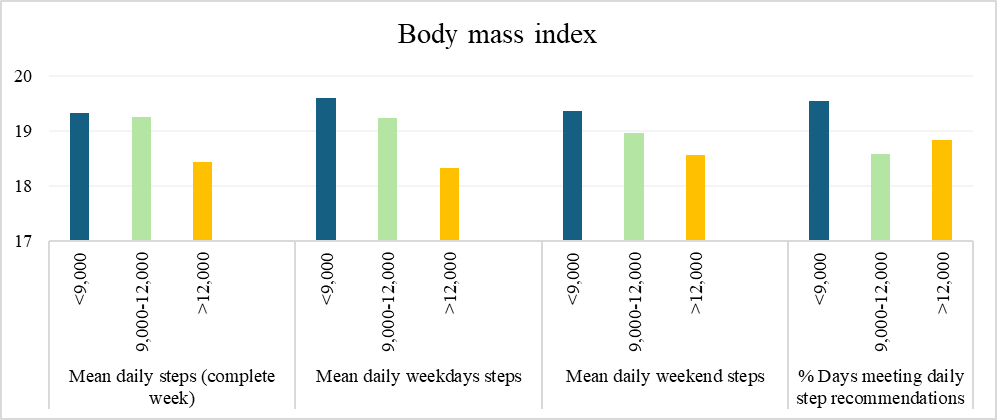 Body mass index
20
19
18
17
<9,000
9,000-12,000
>12,000
<9,000
9,000-12,000
>12,000
<9,000
9,000-12,000
>12,000
<9,000
9,000-12,000
>12,000
Mean daily steps (complete
week)
Mean daily weekdays steps
Mean daily weekend steps
% Days meeting daily
step recommendations